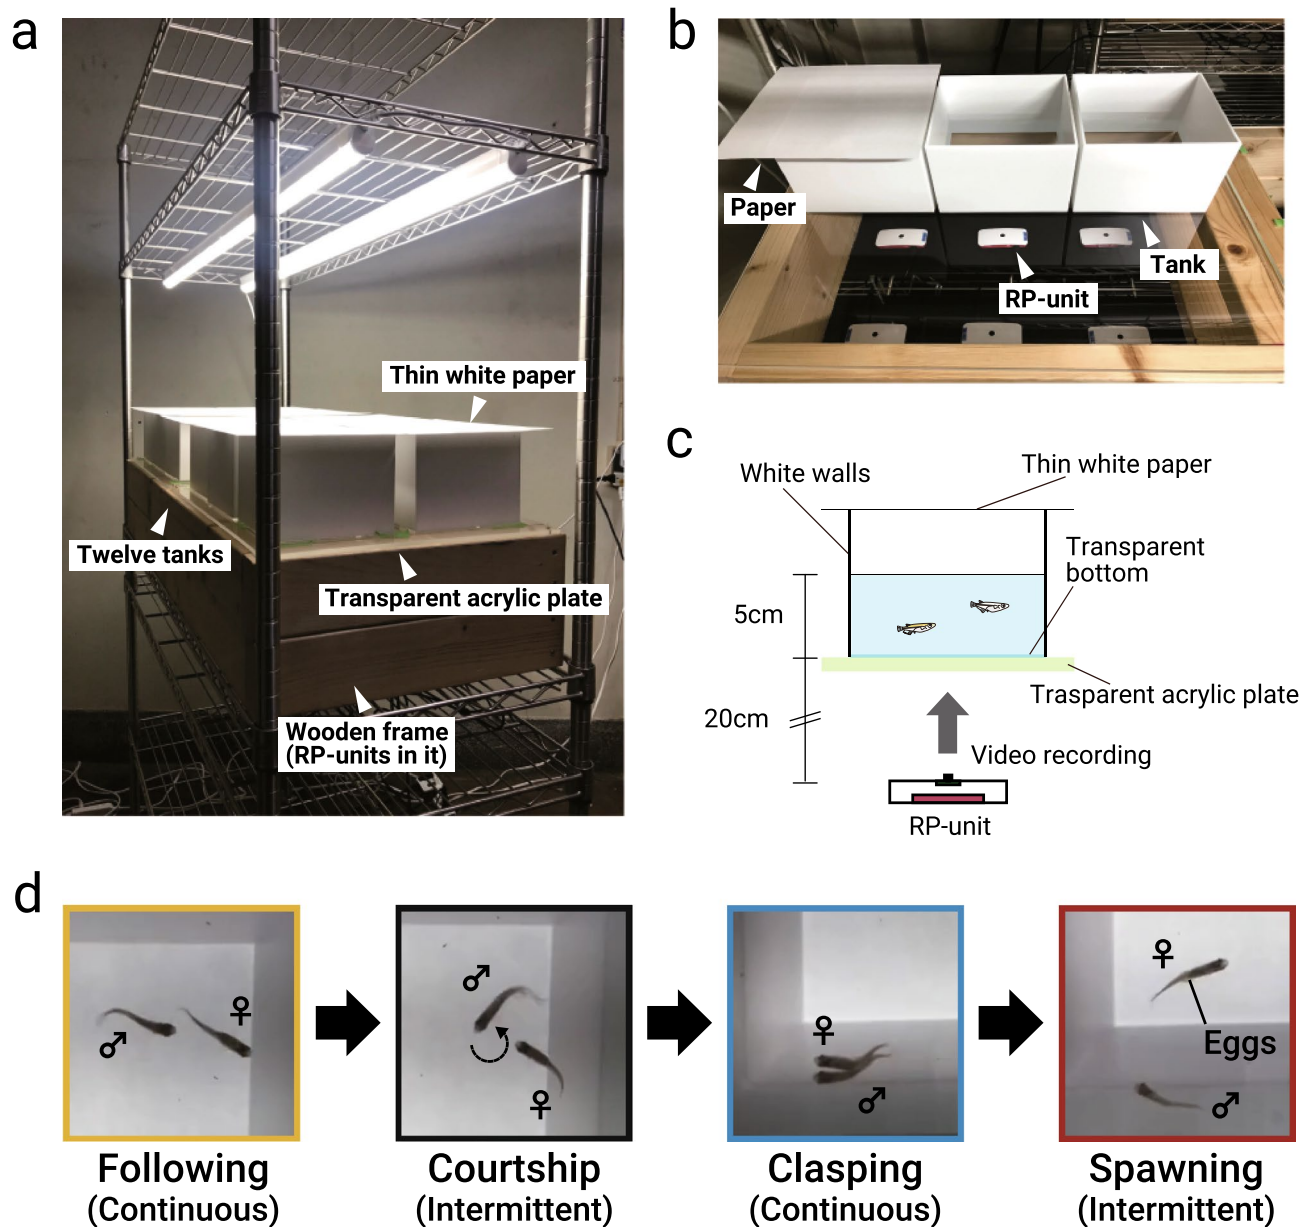 a
Thin white paper
Twelve tanks
Transparent acrylic plate
Wooden frame
(RP-units in it)
b
Paper
Tank
RP-unit
c
White walls
Thin white paper
Transparent
bottom
5cm
Trasparent acrylic plate
20cm
Video recording
RP-unit
d
♂
♀
♂
♀
♀
♂
♀
Eggs
♂
Following
(Continuous)
Courtship
(Intermittent)
Clasping
(Continuous)
Spawning
(Intermittent)